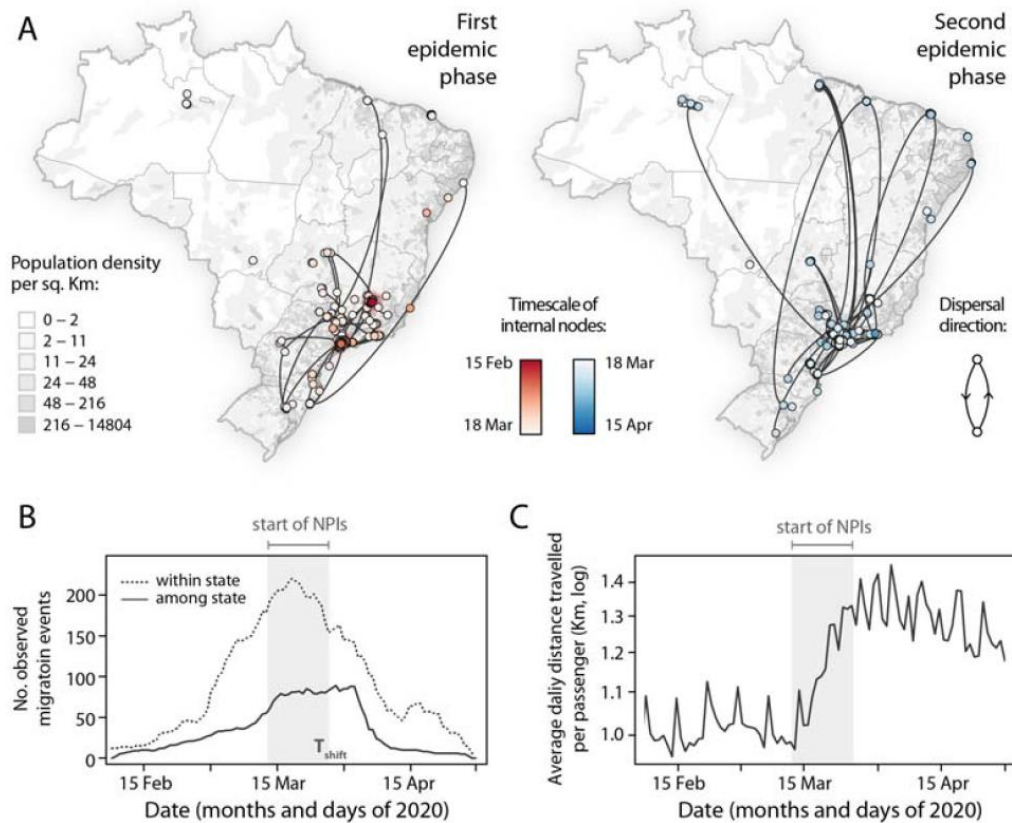 A
First
epidemic
phase
Second
epidemic
phase
Population density
per sq. Km:
0 – 2
2 – 11
11 – 24
24 – 48
48 – 216
216 – 14804
Timescale of
internal nodes:
15 Feb
18 Mar
18 Mar
15 Apr
Dispersal
direction:
B
start of NPIs
within state
among state
No. observed
migratoin events
200
150
100
50
0
Tshift
15 Feb
15 Mar
15 Apr
Date (months and days of 2020)
C
start of NPIs
Average daliy distance travelled
per passenger (Km, log)
1.4
1.3
1.2
1.1
1.0
15 Feb
15 Mar
15 Apr
Date (months and days of 2020)